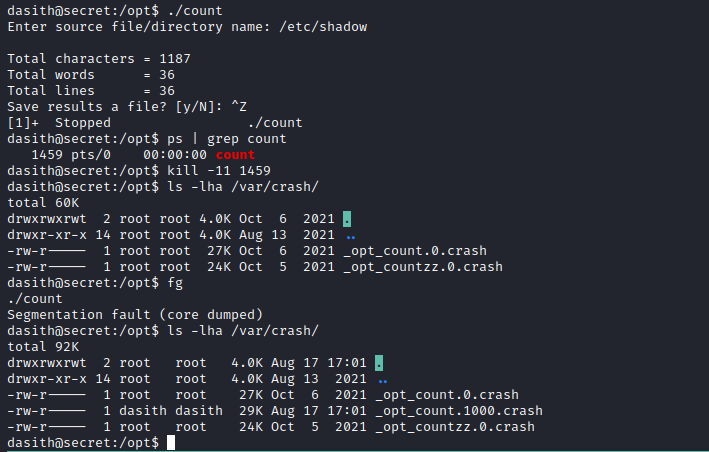 dasith@secret:/opt$ ./count
Enter source file/directory name: /etc/shadow

Total characters = 1187
Total words      = 36
Total lines      = 36
Save results a file? [y/N]: ^Z
[1]+  Stopped                 ./count
dasith@secret:/opt$ ps | grep count
   1459 pts/0    00:00:00 count
dasith@secret:/opt$ kill -11 1459
dasith@secret:/opt$ ls -lha /var/crash/
total 60K
drwxrwxrwt  2 root root 4.0K Oct  6  2021 .
drwxr-xr-x 14 root root 4.0K Aug 13  2021 ..
-rw-r-----  1 root root  27K Oct  6  2021 _opt_count.0.crash
-rw-r-----  1 root root  24K Oct  5  2021 _opt_countzz.0.crash
dasith@secret:/opt$ fg
./count
Segmentation fault (core dumped)
dasith@secret:/opt$ ls -lha /var/crash/
total 92K
drwxrwxrwt  2 root   root   4.0K Aug 17 17:01 .
drwxr-xr-x 14 root   root   4.0K Aug 13  2021 ..
-rw-r-----  1 root   root    27K Oct  6  2021 _opt_count.0.crash
-rw-r-----  1 dasith dasith  29K Aug 17 17:01 _opt_count.1000.crash
-rw-r-----  1 root   root    24K Oct  5  2021 _opt_countzz.0.crash
dasith@secret:/opt$